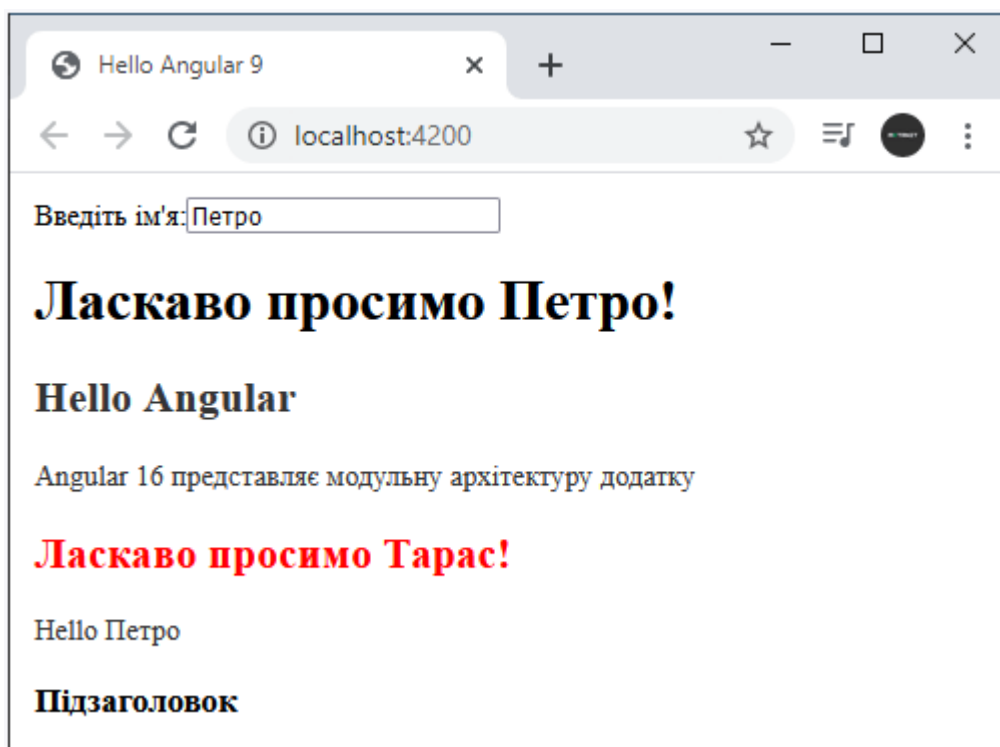 Hello Angular 9
localhost:4200
Введіть ім'я:Петро
Ласкаво просимо Петро!
Hello Angular
Angular 16 представляє модульну архітектуру додатку
Ласкаво просимо Тарас!
Hello Петро
Підзаголовок